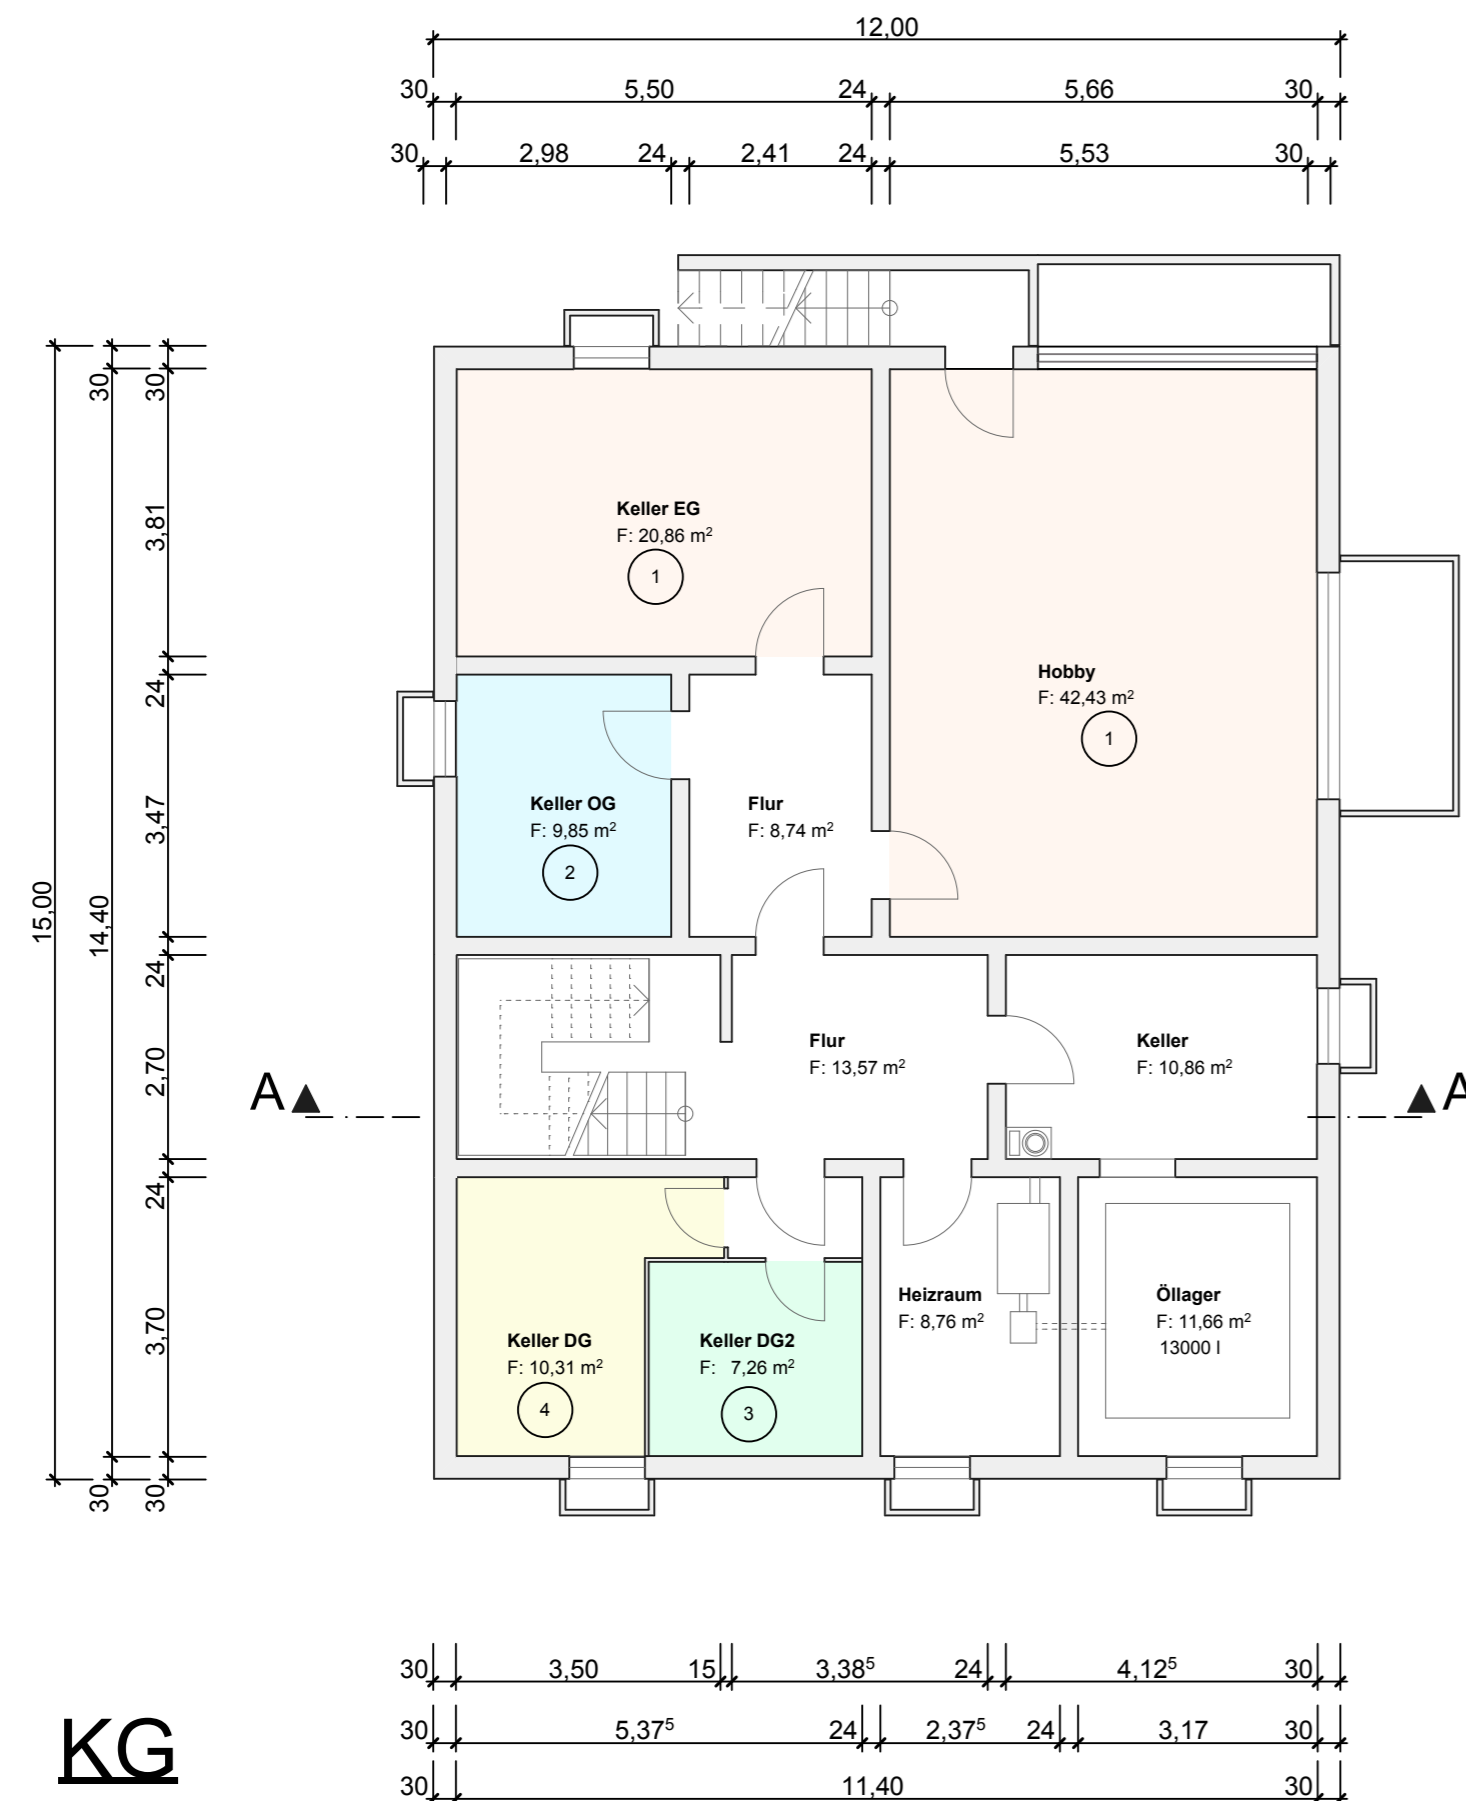 12,00
30 5,50 24 5,66 30
30 2,98 24 2,41 24 5,53 30
15,00
14,40
30
30
30
30
3,81
24
3,47
24
2,70
24
3,70
Keller EG
F: 20,86 m²
1
Hobby
F: 42,43 m²
1
Keller OG
F: 9,85 m²
2
Flur
F: 8,74 m²
Flur
F: 13,57 m²
Keller
F: 10,86 m²
A
A
Keller DG
F: 10,31 m²
4
Keller DG2
F: 7,26 m²
3
Heizraum
F: 8,76 m²
Öllager
F: 11,66 m²
13000 l
30 3,50 15 3,38⁵ 24 4,12⁵ 30
30 5,37⁵ 24 2,37⁵ 24 3,17 30
30 11,40 30
KG